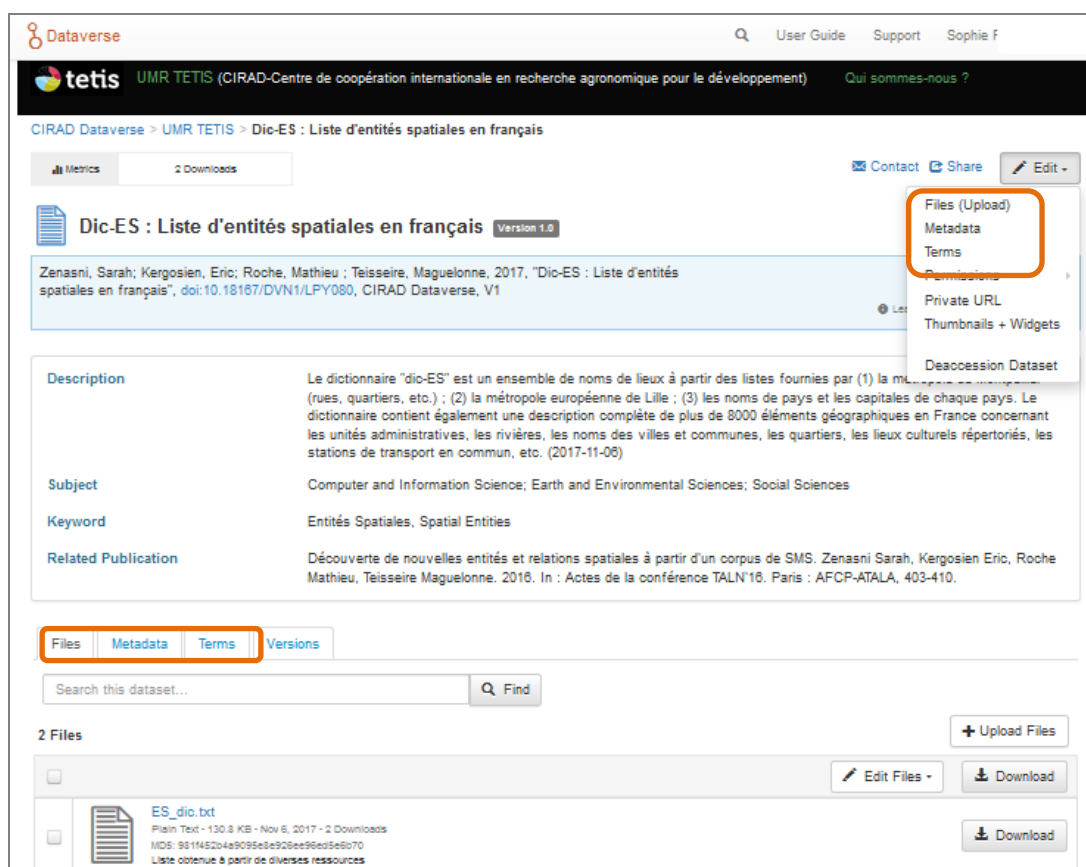 Dataverse User Guide Support Sophie F
tetis UMR TETIS (CIRAD-Centre de coopération internationale en recherche agronomique pour le développement) Qui sommes-nous ?
CIRAD Dataverse > UMR TETIS > Dic-ES : Liste d'entités spatiales en français
Metrics 2 Downloads Contact Share Edit
Files (Upload)
Metadata
Terms
Permissions
Private URL
Thumbnails + Widgets
Deaccession Dataset
Dic-ES : Liste d'entités spatiales en français Version 1.0
Zenasni, Sarah; Kergosien, Eric; Roche, Mathieu ; Teisseire, Maguelonne, 2017, "Dic-ES : Liste d'entités
spatiales en français", doi:10.18167/DVN1/LPY080, CIRAD Dataverse, V1
Description Le dictionnaire "dic-ES" est un ensemble de noms de lieux à partir des listes fournies par (1) la métropole de Montpellier
(rues, quartiers, etc.) ; (2) la métropole européenne de Lille ; (3) les noms de pays et les capitales de chaque pays. Le
dictionnaire contient également une description complète de plus de 8000 éléments géographiques en France concernant
les unités administratives, les rivières, les noms des villes et communes, les quartiers, les lieux culturels répertoriés, les
stations de transport en commun, etc. (2017-11-06)
Subject Computer and Information Science; Earth and Environmental Sciences; Social Sciences
Keyword Entités Spatiales, Spatial Entities
Related Publication Découverte de nouvelles entités et relations spatiales à partir d'un corpus de SMS. Zenasni Sarah, Kergosien Eric, Roche
Mathieu, Teisseire Maguelonne. 2016. In : Actes de la conférence TALN'16. Paris : AFCP-ATALA, 403-410.
Files Metadata Terms Versions
Search this dataset... Find
2 Files Upload Files
Edit Files Download
ES_dic.txt
Plain Text - 130.8 KB - Nov 6, 2017 - 2 Downloads
MD5: 981f452b4a9095e8e926ee96ed5e6b70
Liste obtenue à partir de diverses ressources
Download